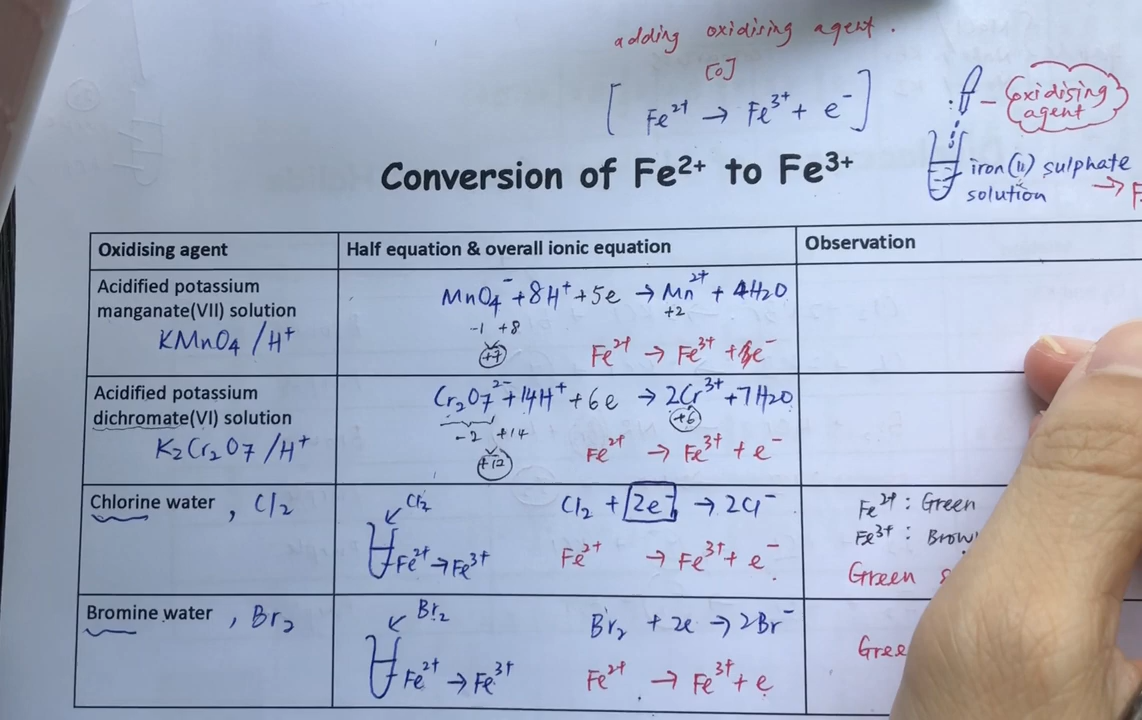 adding oxidising agent.
[O]
[Fe²⁺ → Fe³⁺ + e⁻]
oxidising agent
iron(II) sulphate solution
→ F
Conversion of Fe²⁺ to Fe³⁺
Oxidising agent
Half equation & overall ionic equation
Observation
Acidified potassium
manganate(VII) solution
KMnO4 /H⁺
MnO4⁻ + 8H⁺ + 5e → Mn²⁺ + 4H2O
-1 +8
+2
+7
Fe²⁺ → Fe³⁺ + e⁻
Acidified potassium
dichromate(VI) solution
K2Cr2O7 /H⁺
Cr2O7²⁻ + 14H⁺ + 6e → 2Cr³⁺ + 7H2O
-2 +14
+6
+12
Fe²⁺ → Fe³⁺ + e⁻
Chlorine water , Cl2
Cl2
Fe²⁺ → Fe³⁺
Cl2 + 2e⁻ → 2Cl⁻
Fe²⁺ → Fe³⁺ + e⁻
Fe²⁺ : Green
Fe³⁺ : Brow
Green s
Bromine water , Br2
Br2
Fe²⁺ → Fe³⁺
Br2 + 2e → 2Br⁻
Fe²⁺ → Fe³⁺ + e
Gree